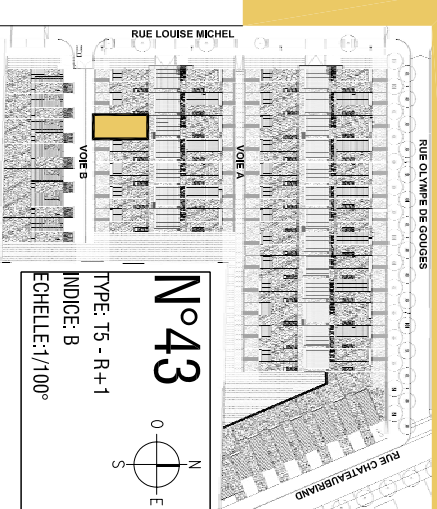 RUE LOUISE MICHEL
RUE OLYMPE DE GOUGES
VOIE B
VOIE A
RUE CHATEAUBRIAND
N°43
TYPE: T5 - R+1
INDICE: B
ECHELLE:1/100°
N
O
E
S